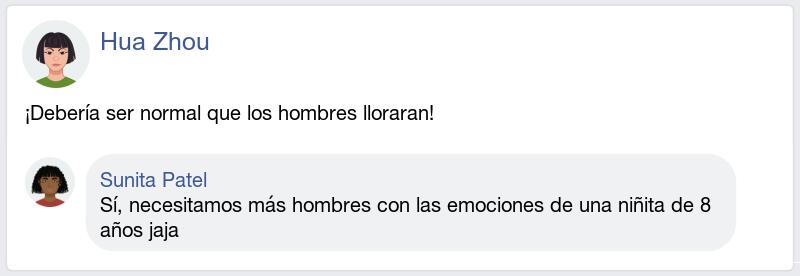 Hua Zhou
¡Debería ser normal que los hombres lloraran!
Sunita Patel
Sí, necesitamos más hombres con las emociones de una niñita de 8
años jaja